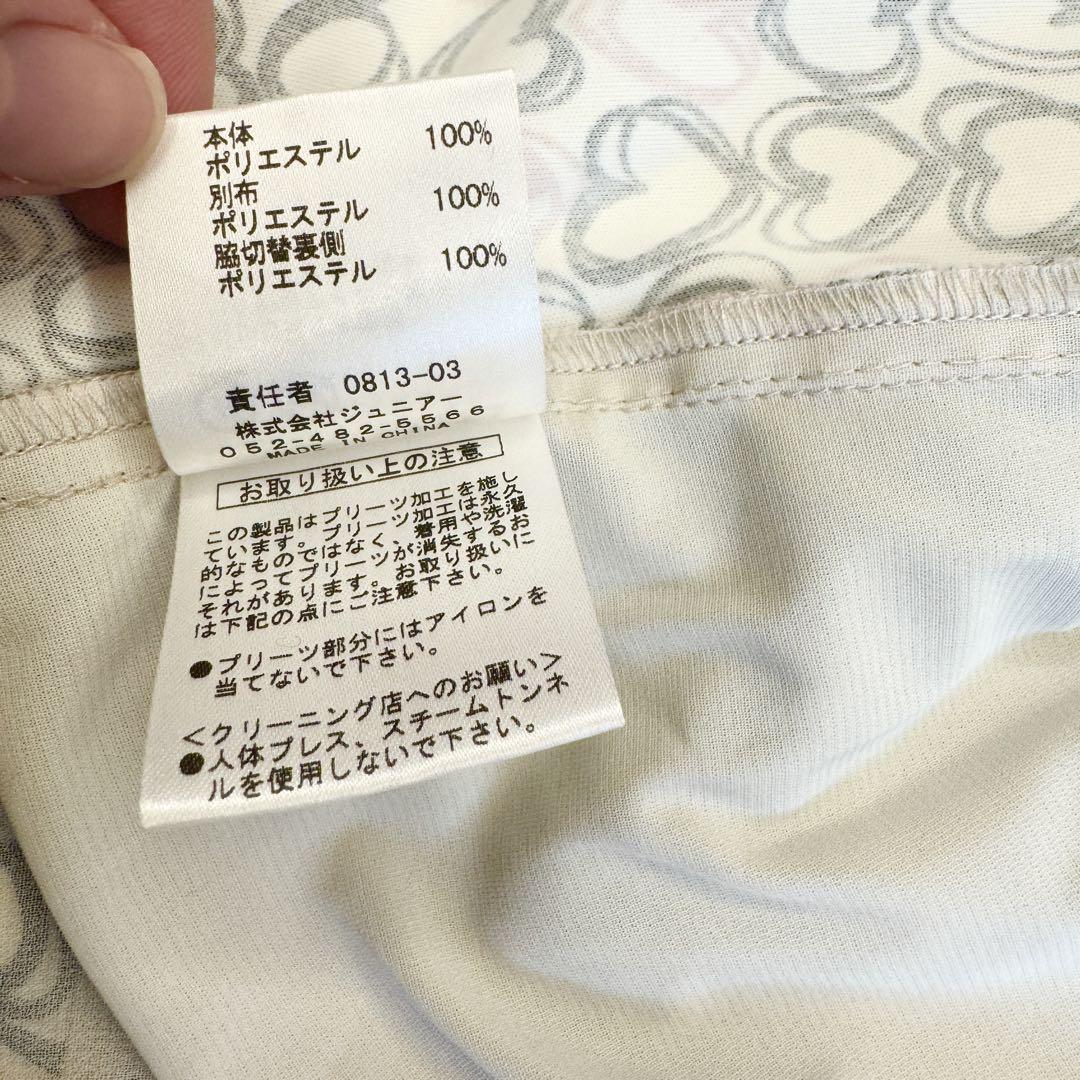 本体
ポリエステル 100%
別布
ポリエステル 100%
脇切替裏側
ポリエステル 100%
責任者 0813-03
株式会社ジュニアー
052-482-5566
MADE IN CHINA
お取り扱い上の注意
この製品はプリーツ加工を施し
ています。プリーツ加工は永久
的なものではなく、着用や洗濯
によってプリーツが消失するお
それがあります。お取り扱いに
は下記の点にご注意下さい。
●プリーツ部分にはアイロンを
当てないで下さい。
<クリーニング店へのお願い>
●人体プレス、スチームトンネ
ルを使用しないで下さい。